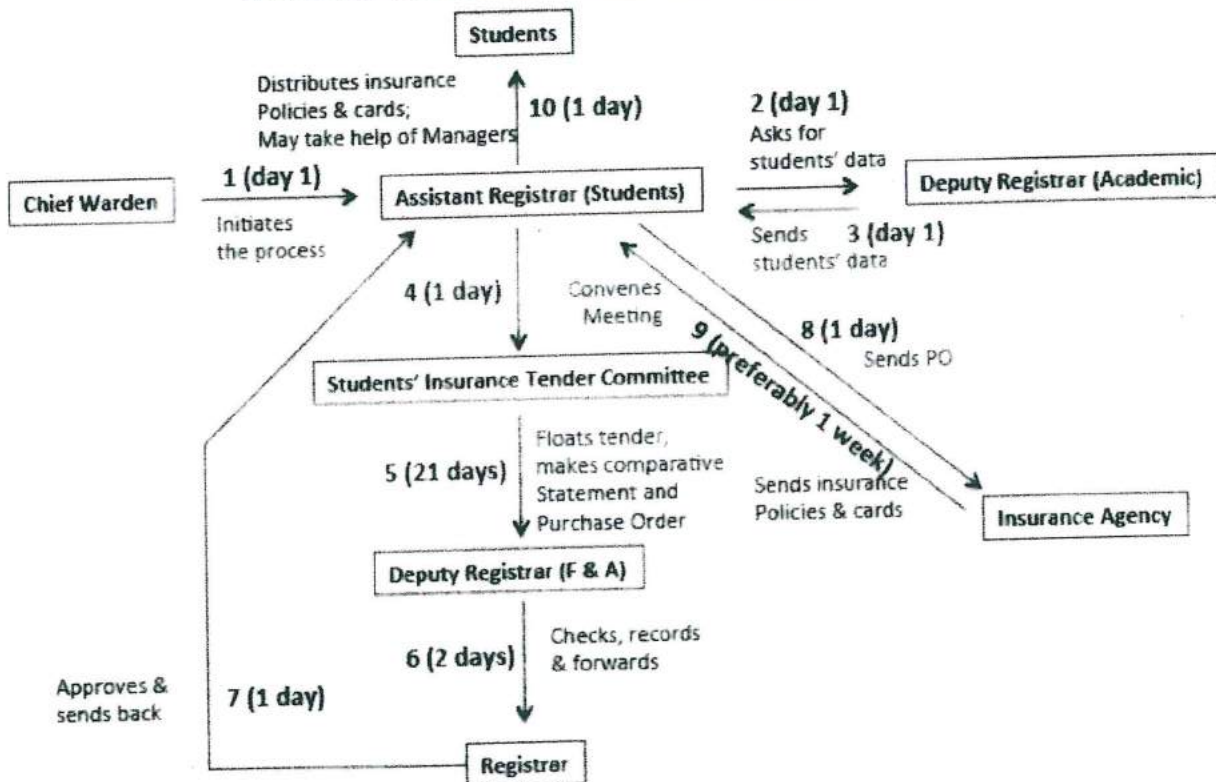 Students
Distributes insurance
Policies & cards;
May take help of Managers
10 (1 day)
2 (day 1)
Asks for
students' data
1 (day 1)
Chief Warden
Assistant Registrar (Students)
Deputy Registrar (Academic)
Initiates
the process
Sends
students' data
3 (day 1)
4 (1 day)
Convenes
Meeting
8 (1 day)
Sends PO
9 (preferably 1 week)
Students' Insurance Tender Committee
5 (21 days)
Floats tender,
makes comparative
Statement and
Purchase Order
Sends insurance
Policies & cards
Insurance Agency
Deputy Registrar (F & A)
6 (2 days)
Checks, records
& forwards
Approves &
sends back
7 (1 day)
Registrar